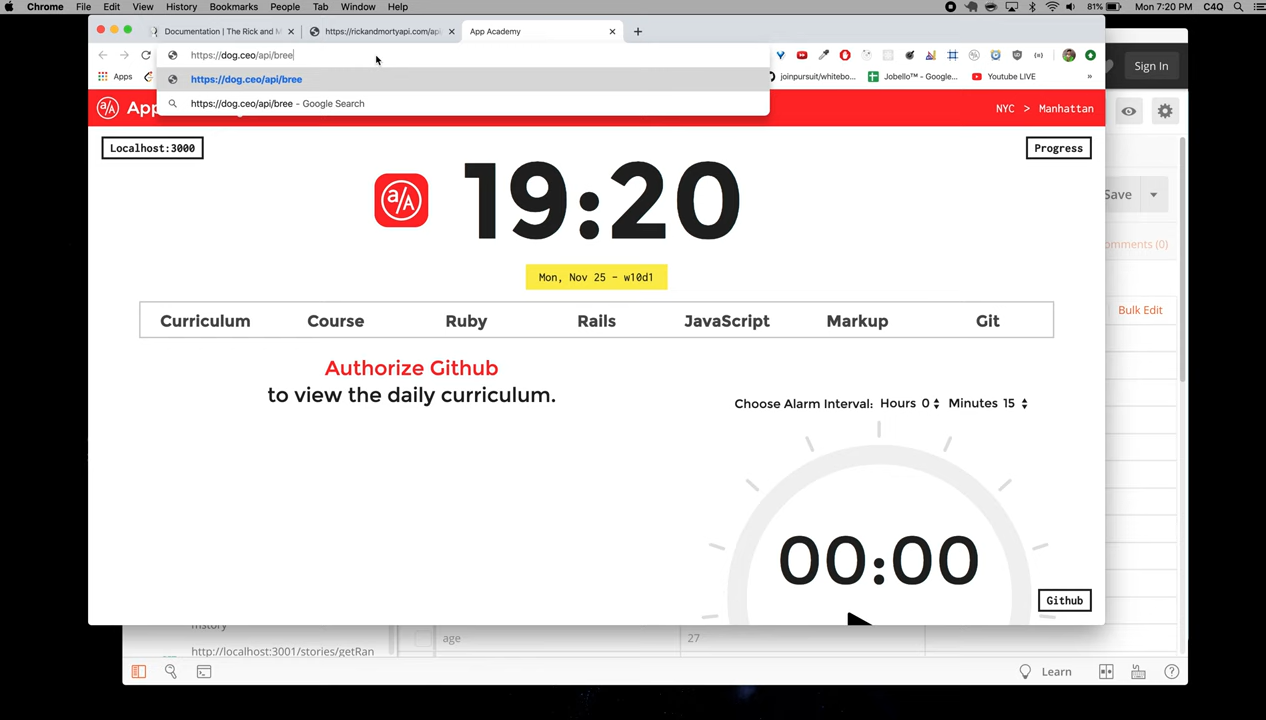 Chrome File Edit View History Bookmarks People Tab Window Help 81% Mon 7:20 PM C4Q
Documentation | The Rick and M
https://rickandmortyapi.com/api
App Academy
https://dog.ceo/api/bree
https://dog.ceo/api/bree
https://dog.ceo/api/bree - Google Search
Apps
joinpursuit/whitebo...
Jobello™ - Google...
Youtube LIVE
»
Sign In
a/A App
NYC > Manhattan
Localhost:3000
Progress
a/A
19:20
Mon, Nov 25 - w10d1
Save
omments (0)
Bulk Edit
Curriculum Course Ruby Rails JavaScript Markup Git
Authorize Github
to view the daily curriculum.
Choose Alarm Interval: Hours 0 Minutes 15
00:00
Github
history
age 27
http://localhost:3001/stories/getRan
Learn